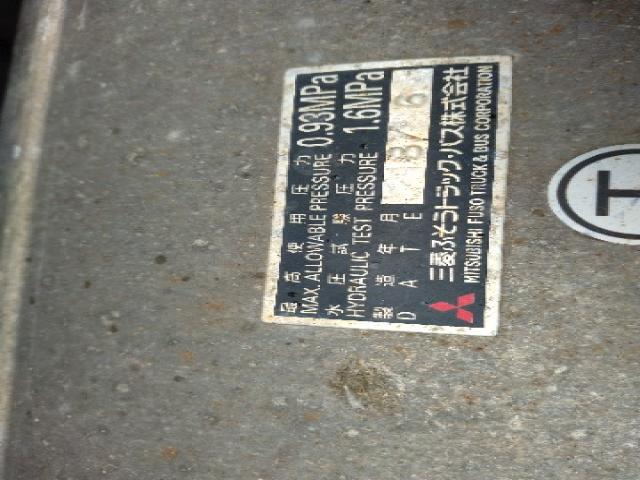 最高使用圧力
MAX. ALLOWABLE PRESSURE 0.93MPa
水圧試験圧力
HYDRAULIC TEST PRESSURE 1.6MPa
製造年月
DATE
三菱ふそうトラック・バス株式会社
MITSUBISHI FUSO TRUCK & BUS CORPORATION
T